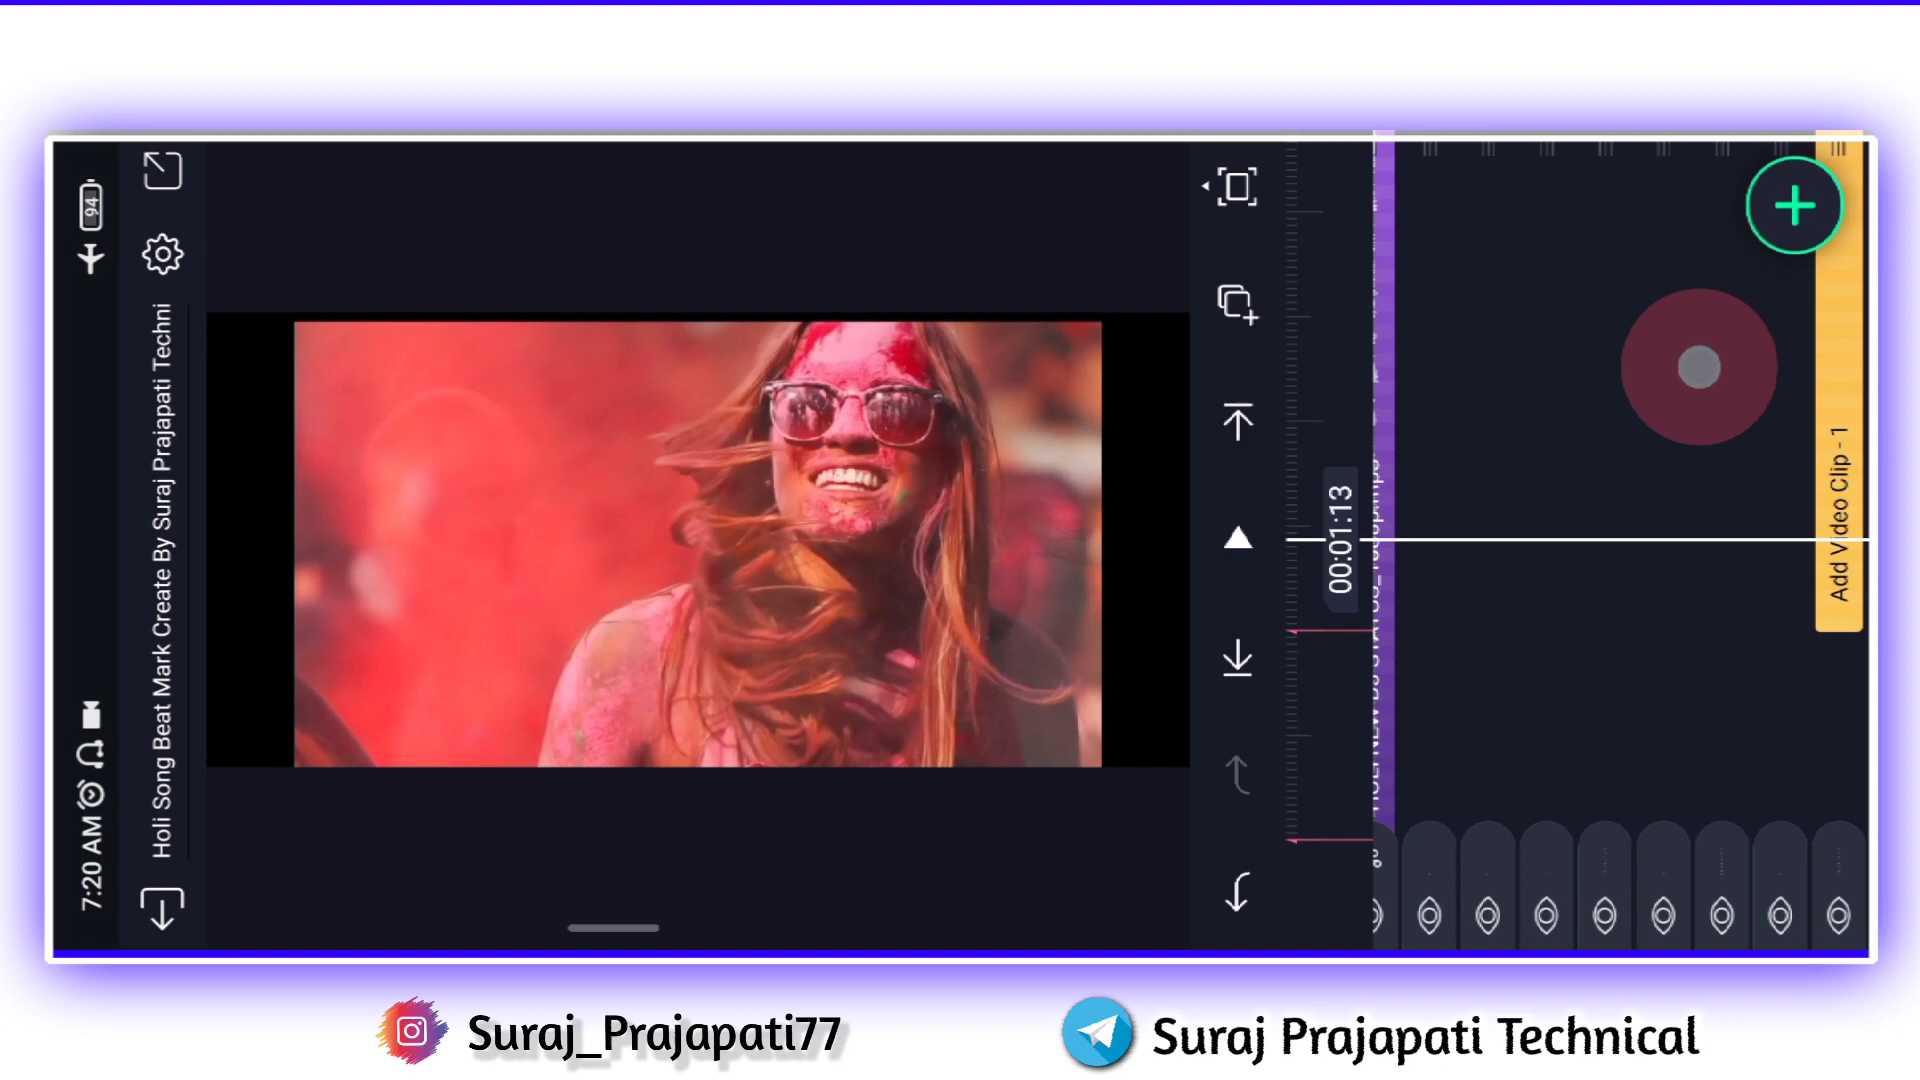 94
7:20 AM
Holi Song Beat Mark Create By Suraj Prajapati Techni
00:01:13
Add Video Clip - 1
Suraj_Prajapati77
Suraj Prajapati Technical